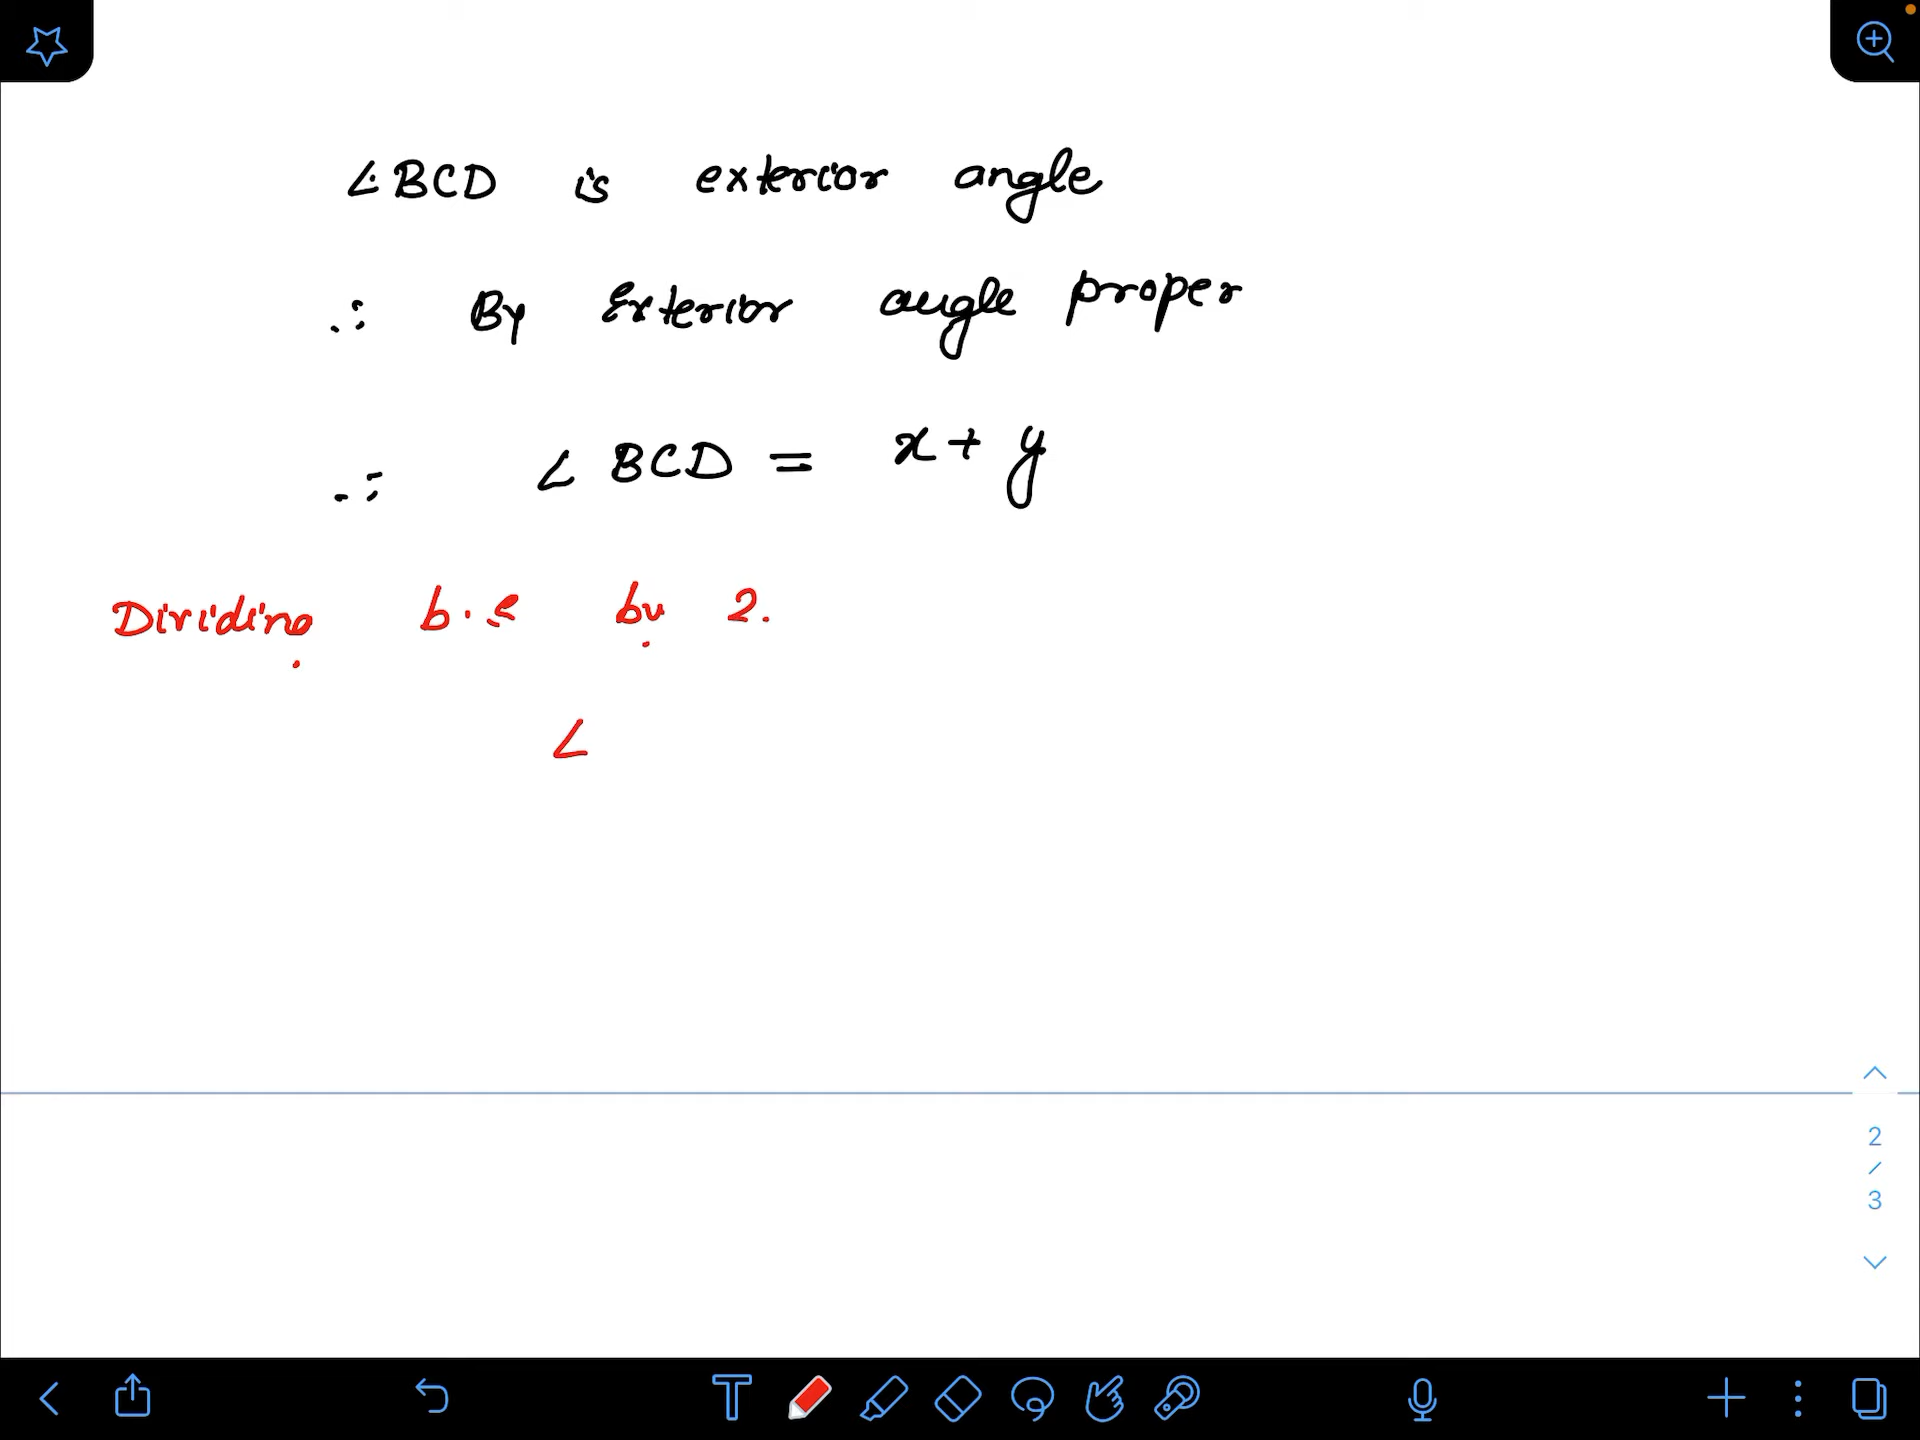 ∠BCD is exterior angle
∴ By Exterior angle proper
∴ ∠BCD = x + y
Dividing b.s by 2.
∠
2
/
3